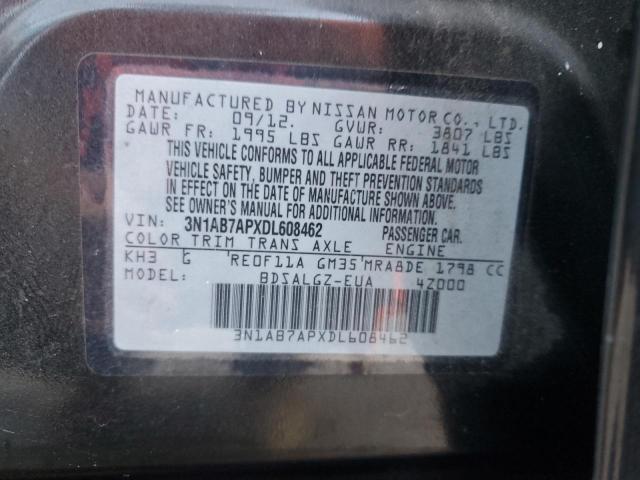 MANUFACTURED BY NISSAN MOTOR CO., LTD.
DATE: 09/12. GVWR: 3807 LBS
GAWR FR: 1995 LBS GAWR RR: 1841 LBS
THIS VEHICLE CONFORMS TO ALL APPLICABLE FEDERAL MOTOR
VEHICLE SAFETY, BUMPER AND THEFT PREVENTION STANDARDS
IN EFFECT ON THE DATE OF MANUFACTURE SHOWN ABOVE.
SEE OWNER'S MANUAL FOR ADDITIONAL INFORMATION.
VIN: 3N1AB7APXDL608462 PASSENGER CAR.
COLOR TRIM TRANS AXLE ENGINE
KH3 G RE0F11A GM35 MRA8DE 1798 CC
MODEL: BDSALGZ-EUA 4Z000
3N1AB7APXDL608462